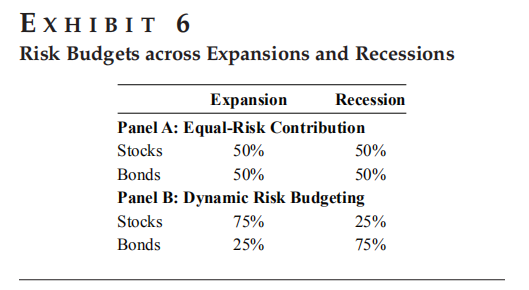 EXHIBIT 6
Risk Budgets across Expansions and Recessions
Expansion Recession
Panel A: Equal-Risk Contribution
Stocks 50% 50%
Bonds 50% 50%
Panel B: Dynamic Risk Budgeting
Stocks 75% 25%
Bonds 25% 75%